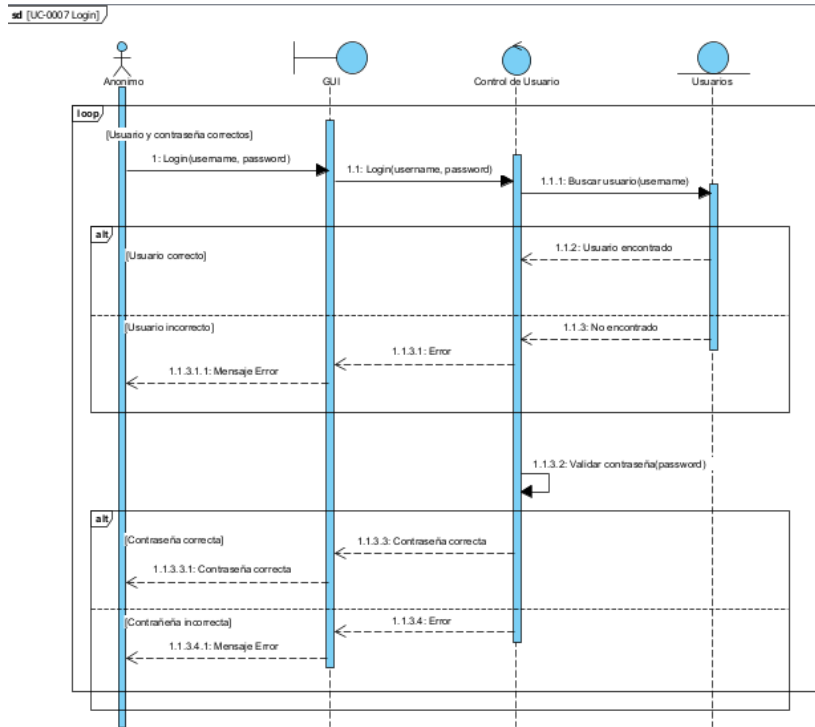 sd [UC-0007 Login]
Anonimo
GUI
Control de Usuario
Usuarios
loop
[Usuario y contraseña correctos]
1: Login(username, password)
1.1: Login(username, password)
1.1.1: Buscar usuario(username)
alt
[Usuario correcto]
1.1.2: Usuario encontrado
[Usuario incorrecto]
1.1.3: No encontrado
1.1.3.1: Error
1.1.3.1.1: Mensaje Error
1.1.3.2: Validar contraseña(password)
alt
[Contraseña correcta]
1.1.3.3: Contraseña correcta
1.1.3.3.1: Contraseña correcta
[Contrañeña incorrecta]
1.1.3.4: Error
1.1.3.4.1: Mensaje Error